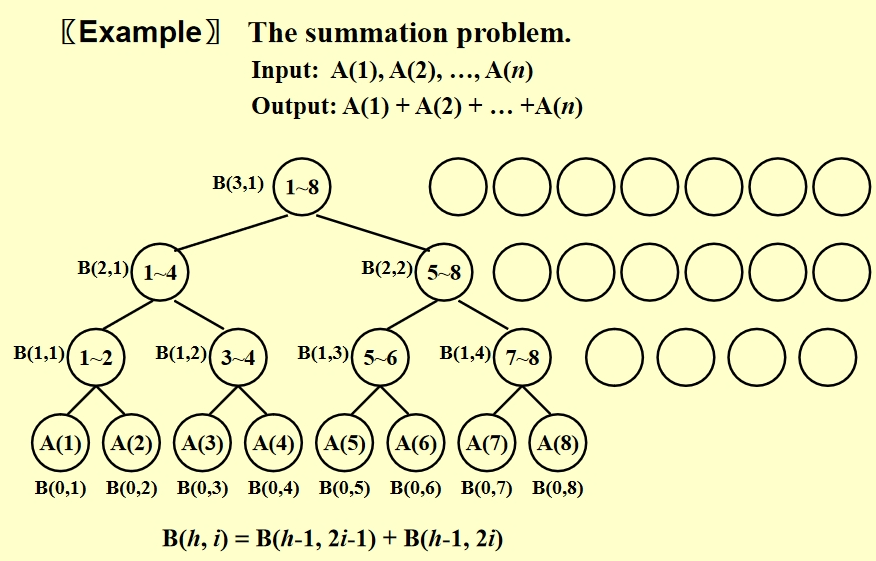 〖Example〗 The summation problem.
Input: A(1), A(2), …, A(n)
Output: A(1) + A(2) + … +A(n)
B(3,1) 1~8
B(2,1) 1~4 B(2,2) 5~8
B(1,1) 1~2 B(1,2) 3~4 B(1,3) 5~6 B(1,4) 7~8
A(1) A(2) A(3) A(4) A(5) A(6) A(7) A(8)
B(0,1) B(0,2) B(0,3) B(0,4) B(0,5) B(0,6) B(0,7) B(0,8)
B(h, i) = B(h-1, 2i-1) + B(h-1, 2i)